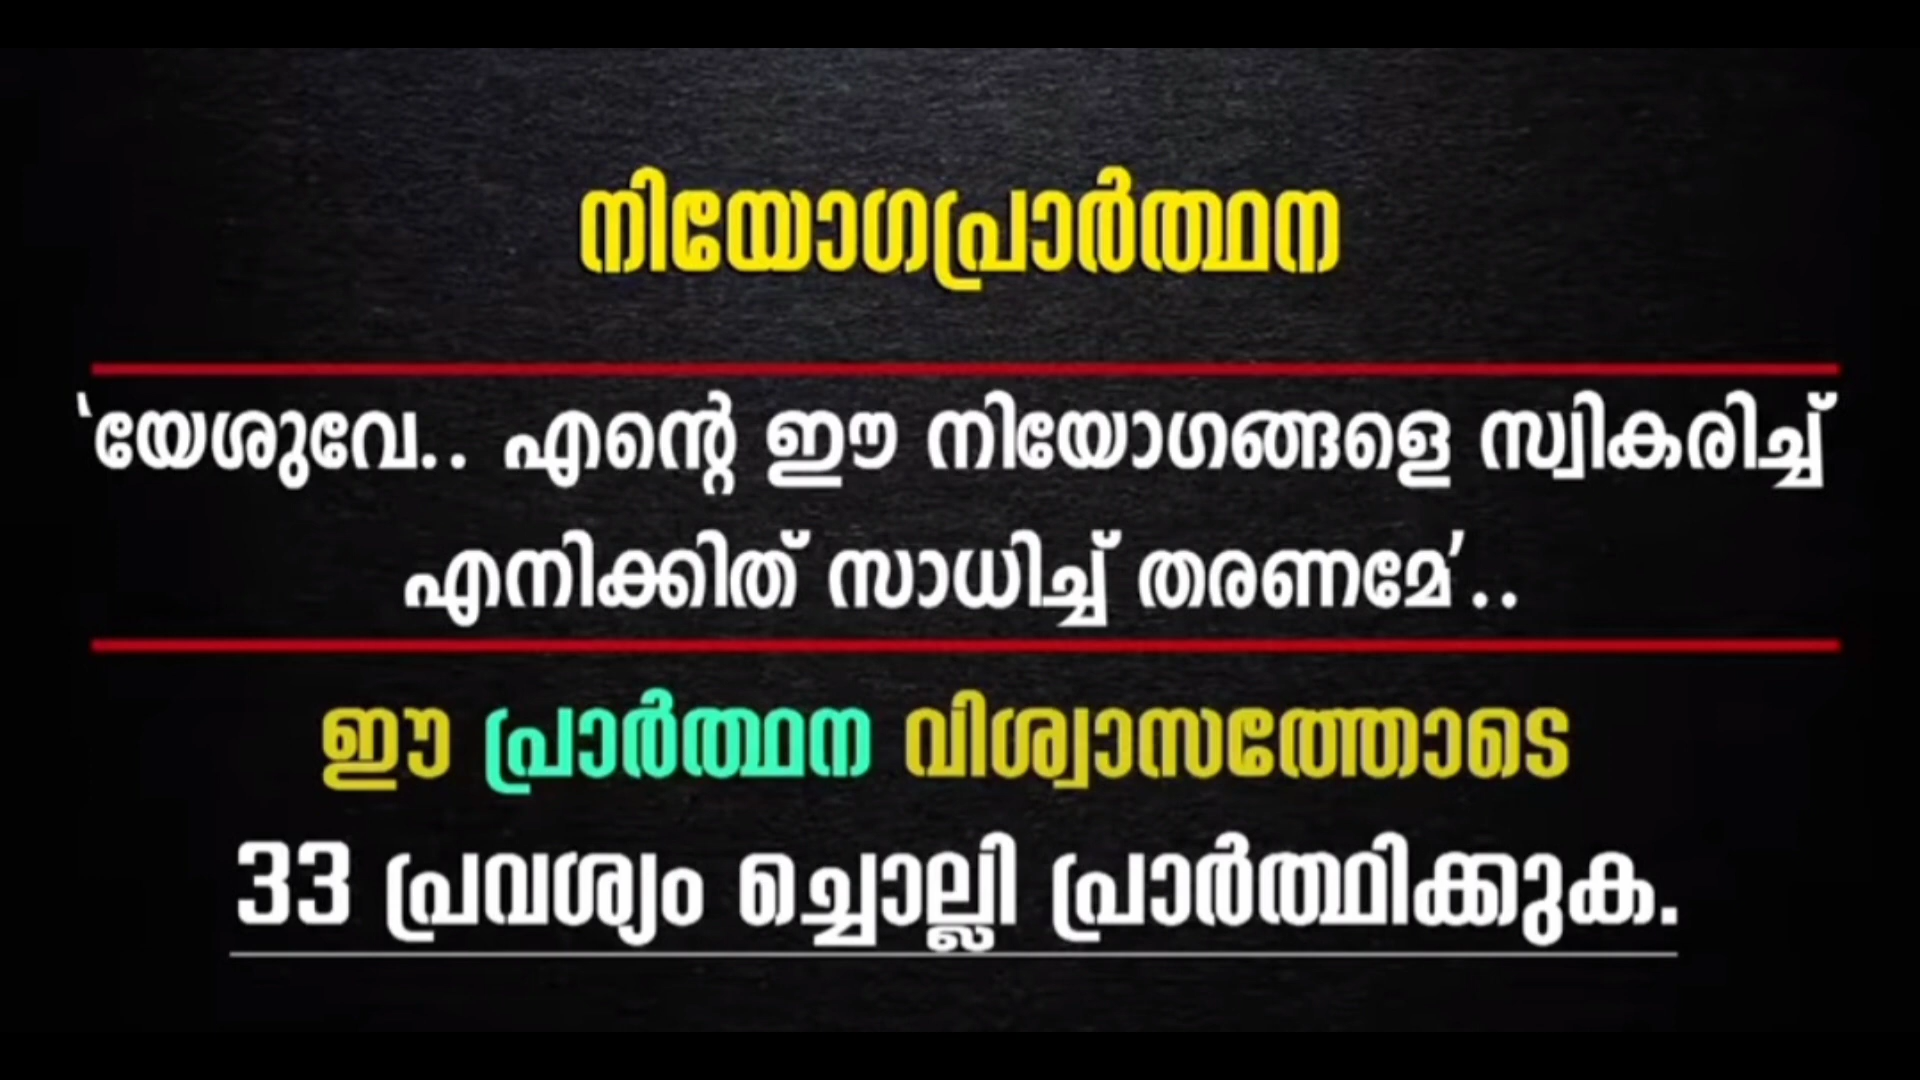 നിയോഗപ്രാർത്ഥന
‘യേശുവേ.. എന്റെ ഈ നിയോഗങ്ങളെ സ്വികരിച്ച്
എനിക്കിത് സാധിച്ച് തരണമേ’..
ഈ പ്രാർത്ഥന വിശ്വാസത്തോടെ
33 പ്രവശ്യം ച്ചൊല്ലി പ്രാർത്ഥിക്കുക.